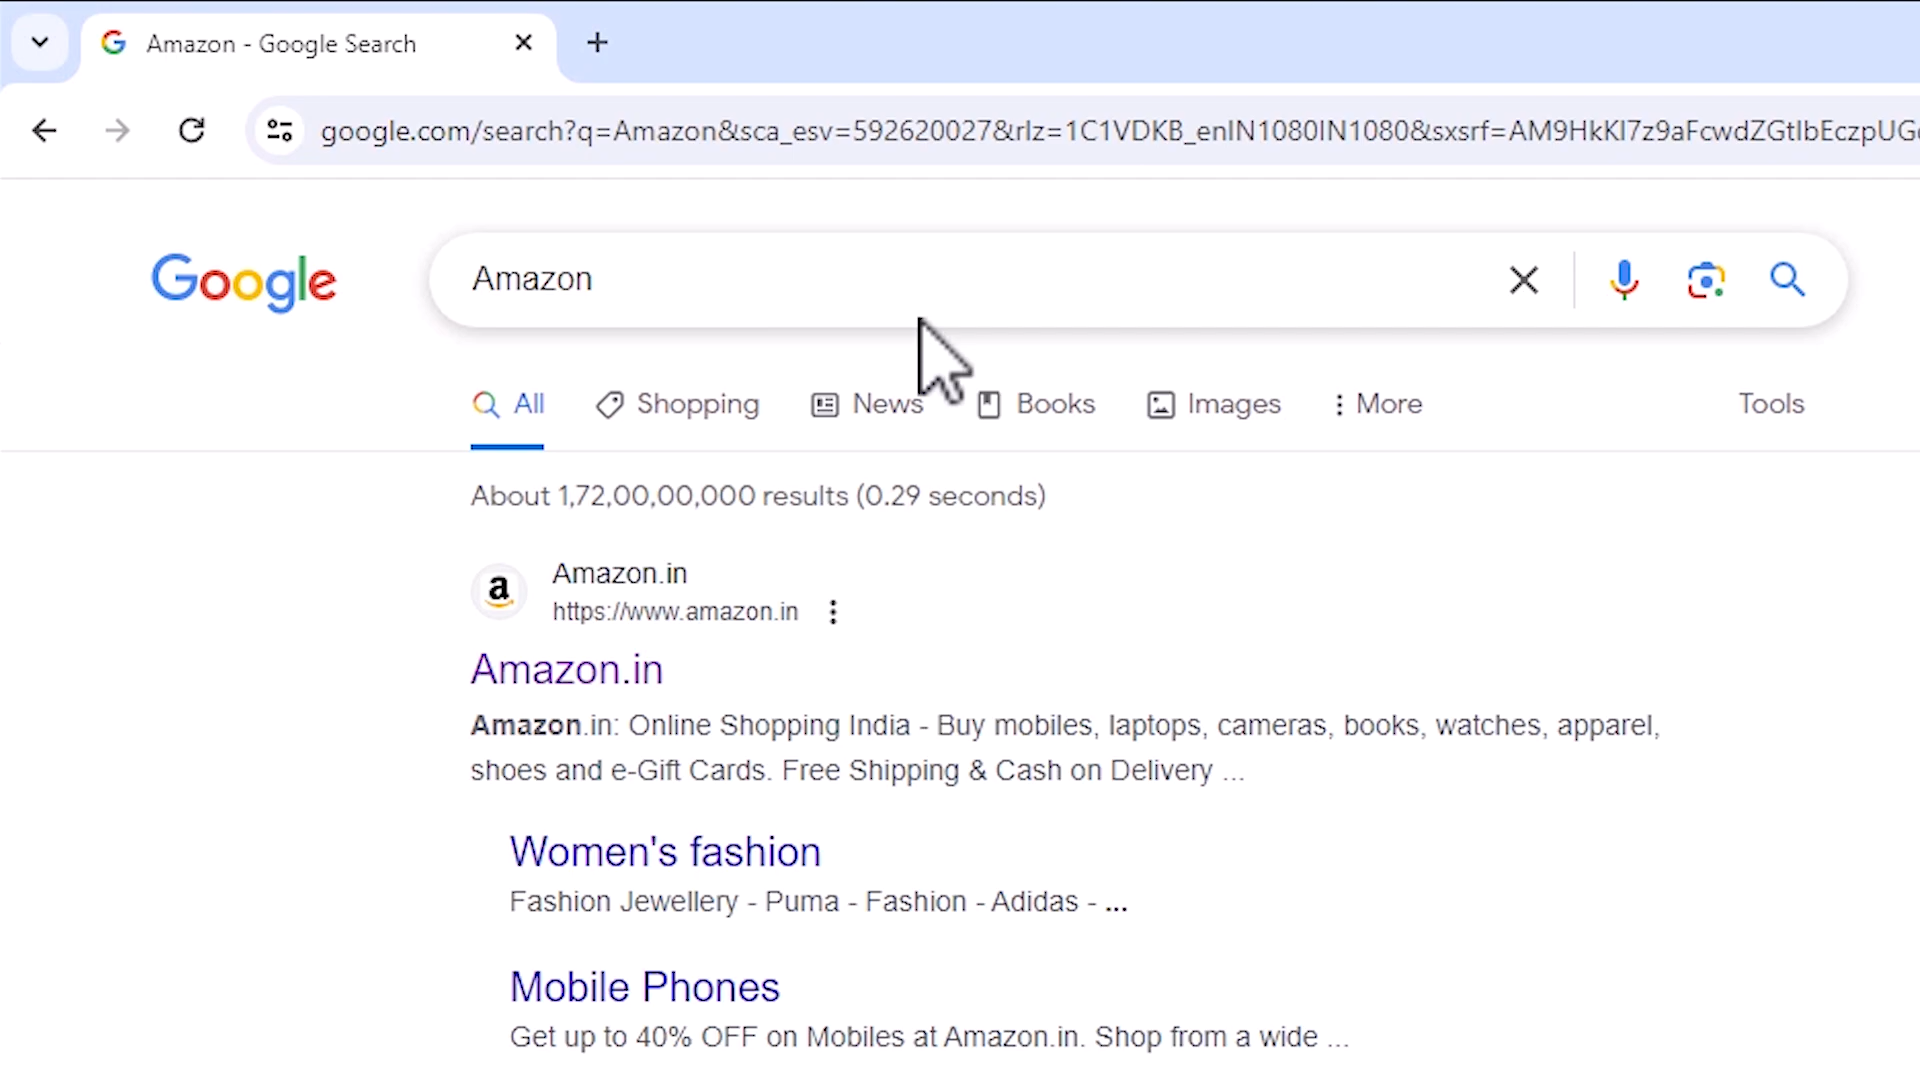 Amazon - Google Search
google.com/search?q=Amazon&sca_esv=592620027&rlz=1C1VDKB_enIN1080IN1080&sxsrf=AM9HkKl7z9aFcwdZGtIbEczpUG
Google
Amazon
All Shopping News Books Images More Tools
About 1,72,00,00,000 results (0.29 seconds)
a
Amazon.in
https://www.amazon.in
Amazon.in
Amazon.in: Online Shopping India - Buy mobiles, laptops, cameras, books, watches, apparel,
shoes and e-Gift Cards. Free Shipping & Cash on Delivery ...
Women's fashion
Fashion Jewellery - Puma - Fashion - Adidas - ...
Mobile Phones
Get up to 40% OFF on Mobiles at Amazon.in. Shop from a wide ...